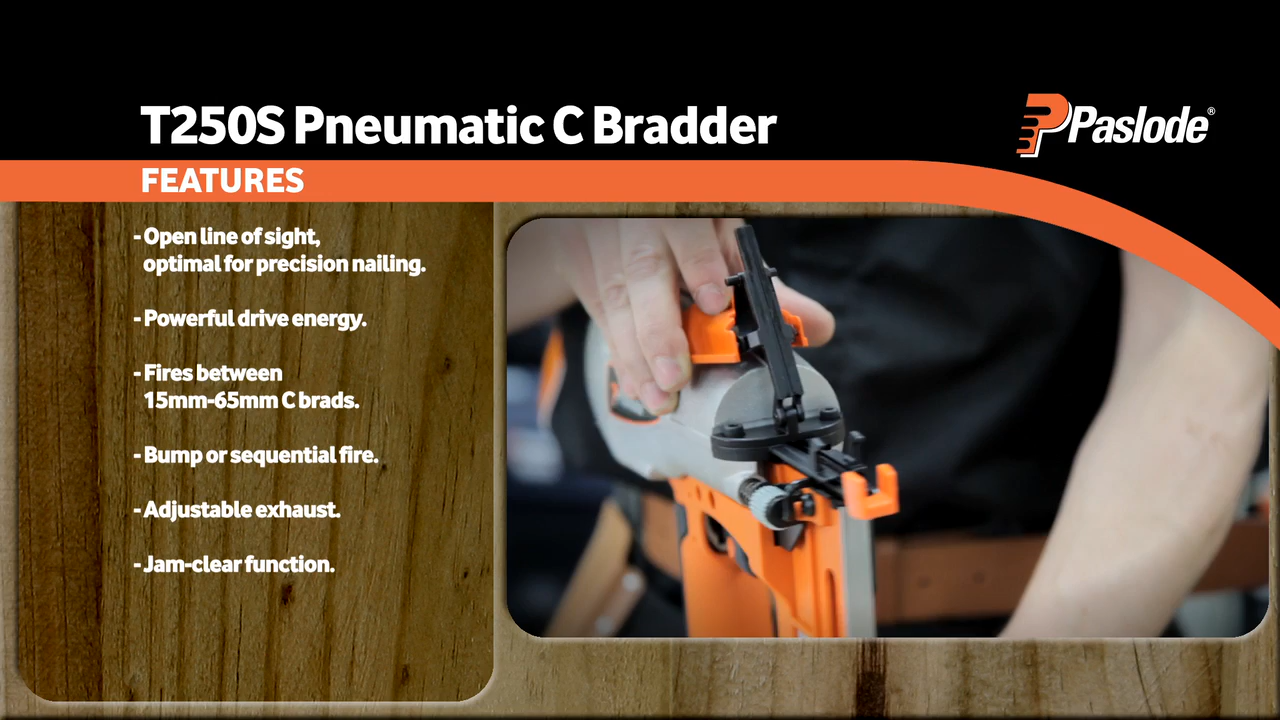 T250S Pneumatic C Bradder
Paslode®
FEATURES
- Open line of sight,
optimal for precision nailing.
- Powerful drive energy.
- Fires between
15mm-65mm C brads.
- Bump or sequential fire.
- Adjustable exhaust.
- Jam-clear function.